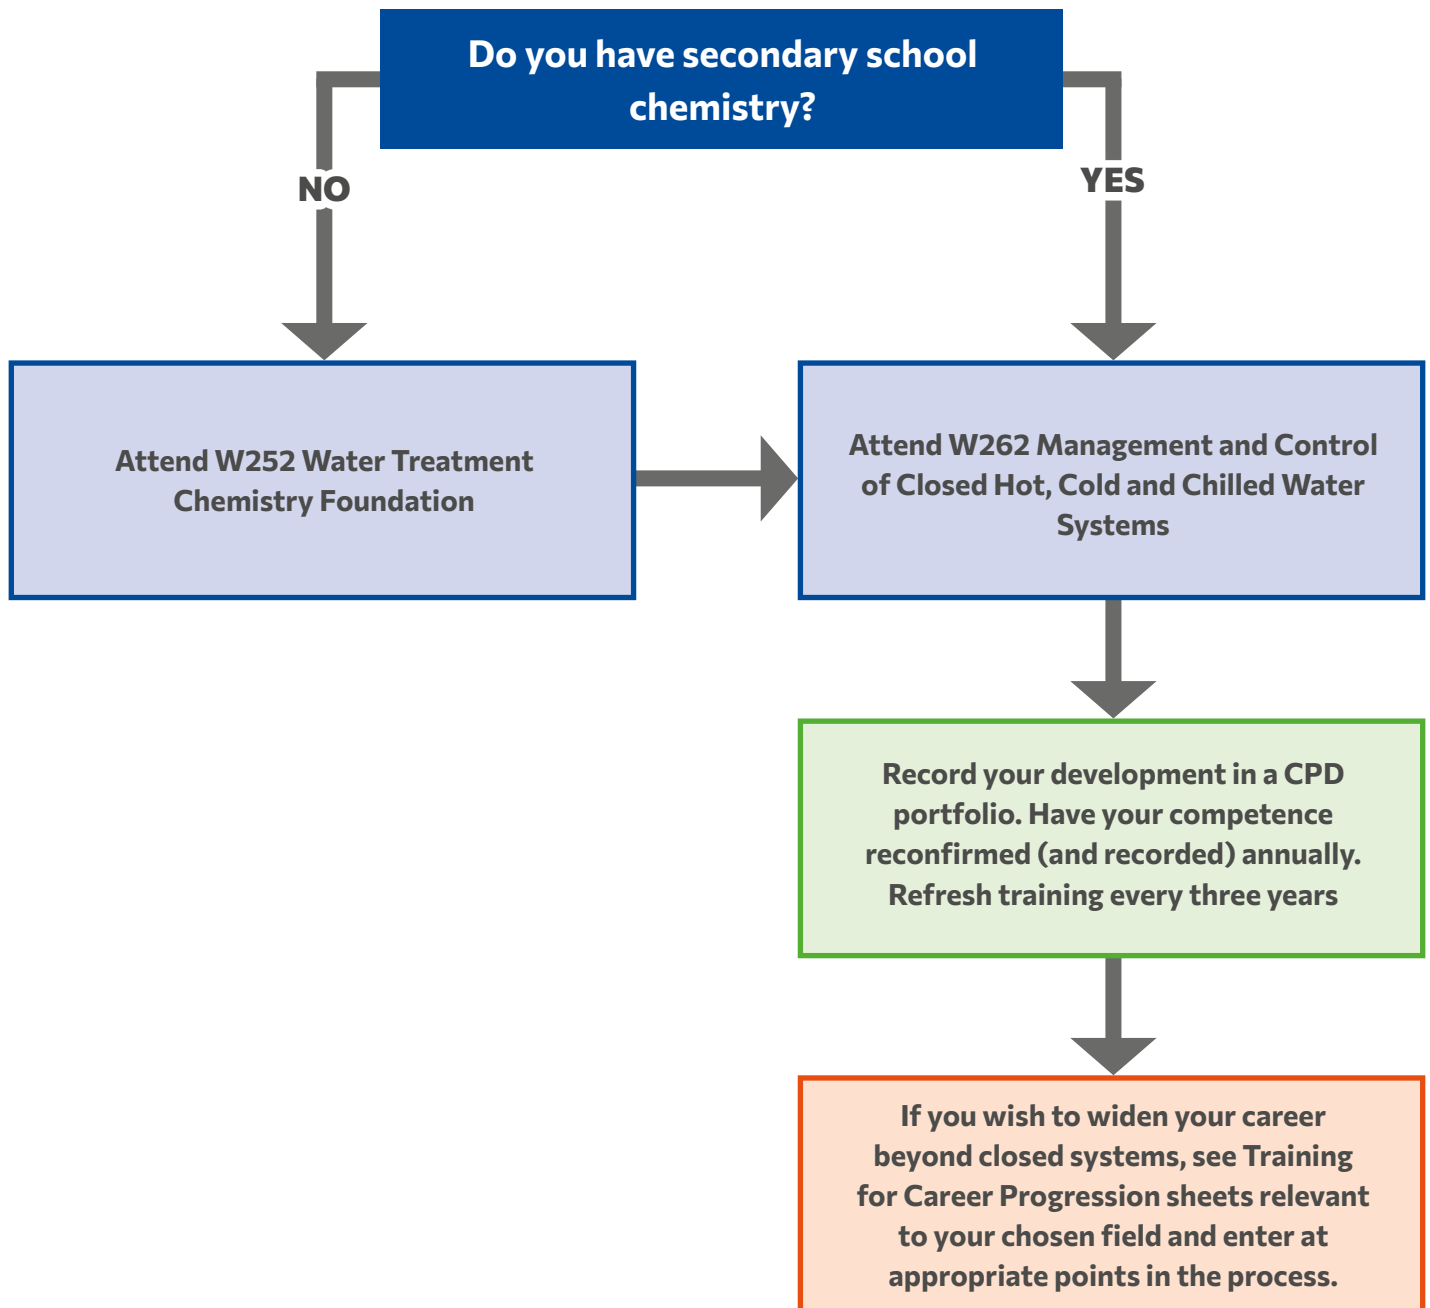 Do you have secondary school
chemistry?
NO
YES
Attend W252 Water Treatment
Chemistry Foundation
Attend W262 Management and Control
of Closed Hot, Cold and Chilled Water
Systems
Record your development in a CPD
portfolio. Have your competence
reconfirmed (and recorded) annually.
Refresh training every three years
If you wish to widen your career
beyond closed systems, see Training
for Career Progression sheets relevant
to your chosen field and enter at
appropriate points in the process.